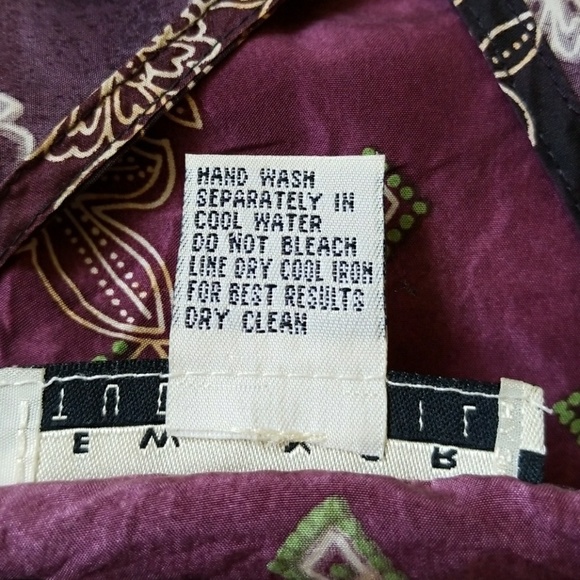 HAND WASH
SEPARATELY IN
COOL WATER
DO NOT BLEACH
LINE DRY COOL IRON
FOR BEST RESULTS
DRY CLEAN